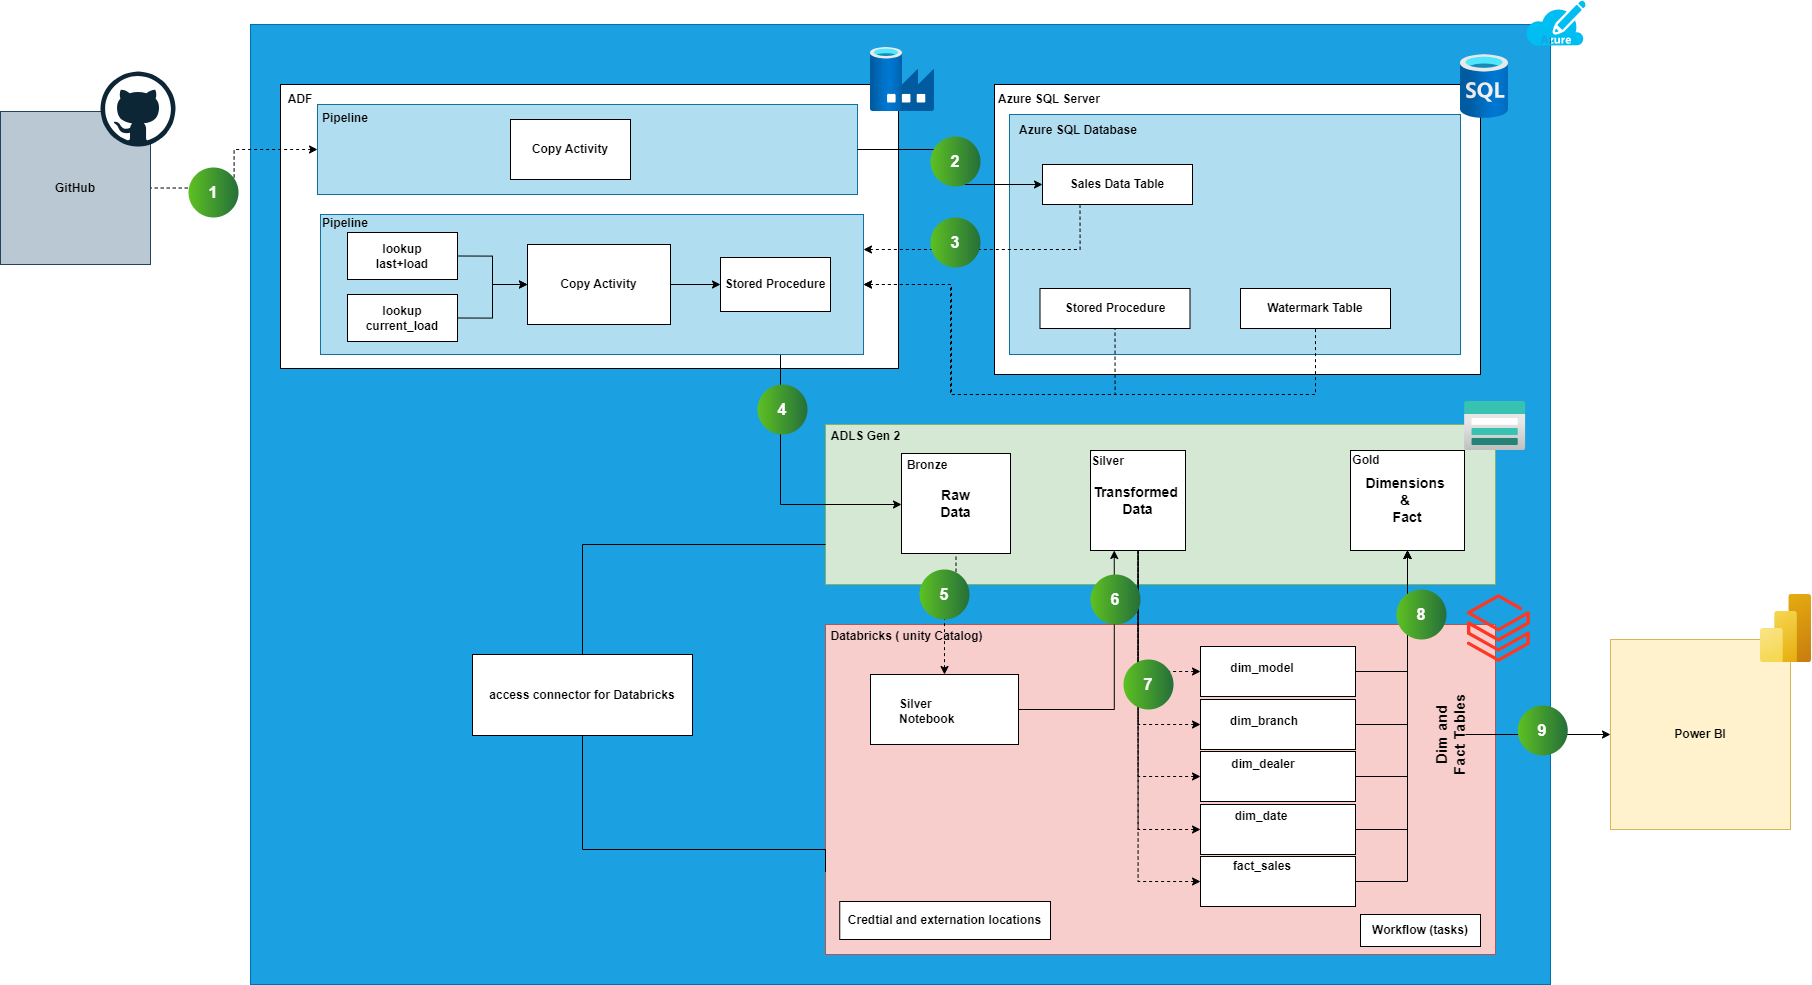 Azure
SQL
GitHub
1
ADF
Pipeline
Copy Activity
2
Azure SQL Server
Azure SQL Database
Sales Data Table
3
Pipeline
lookup
last+load
lookup
current_load
Copy Activity
Stored Procedure
Stored Procedure
Watermark Table
4
ADLS Gen 2
Bronze
Raw
Data
Silver
Transformed
Data
Gold
Dimensions
&
Fact
5
6
8
Databricks ( unity Catalog)
Silver
Notebook
7
dim_model
dim_branch
dim_dealer
dim_date
fact_sales
Dim and
Fact Tables
9
Power BI
access connector for Databricks
Credtial and externation locations
Workflow (tasks)